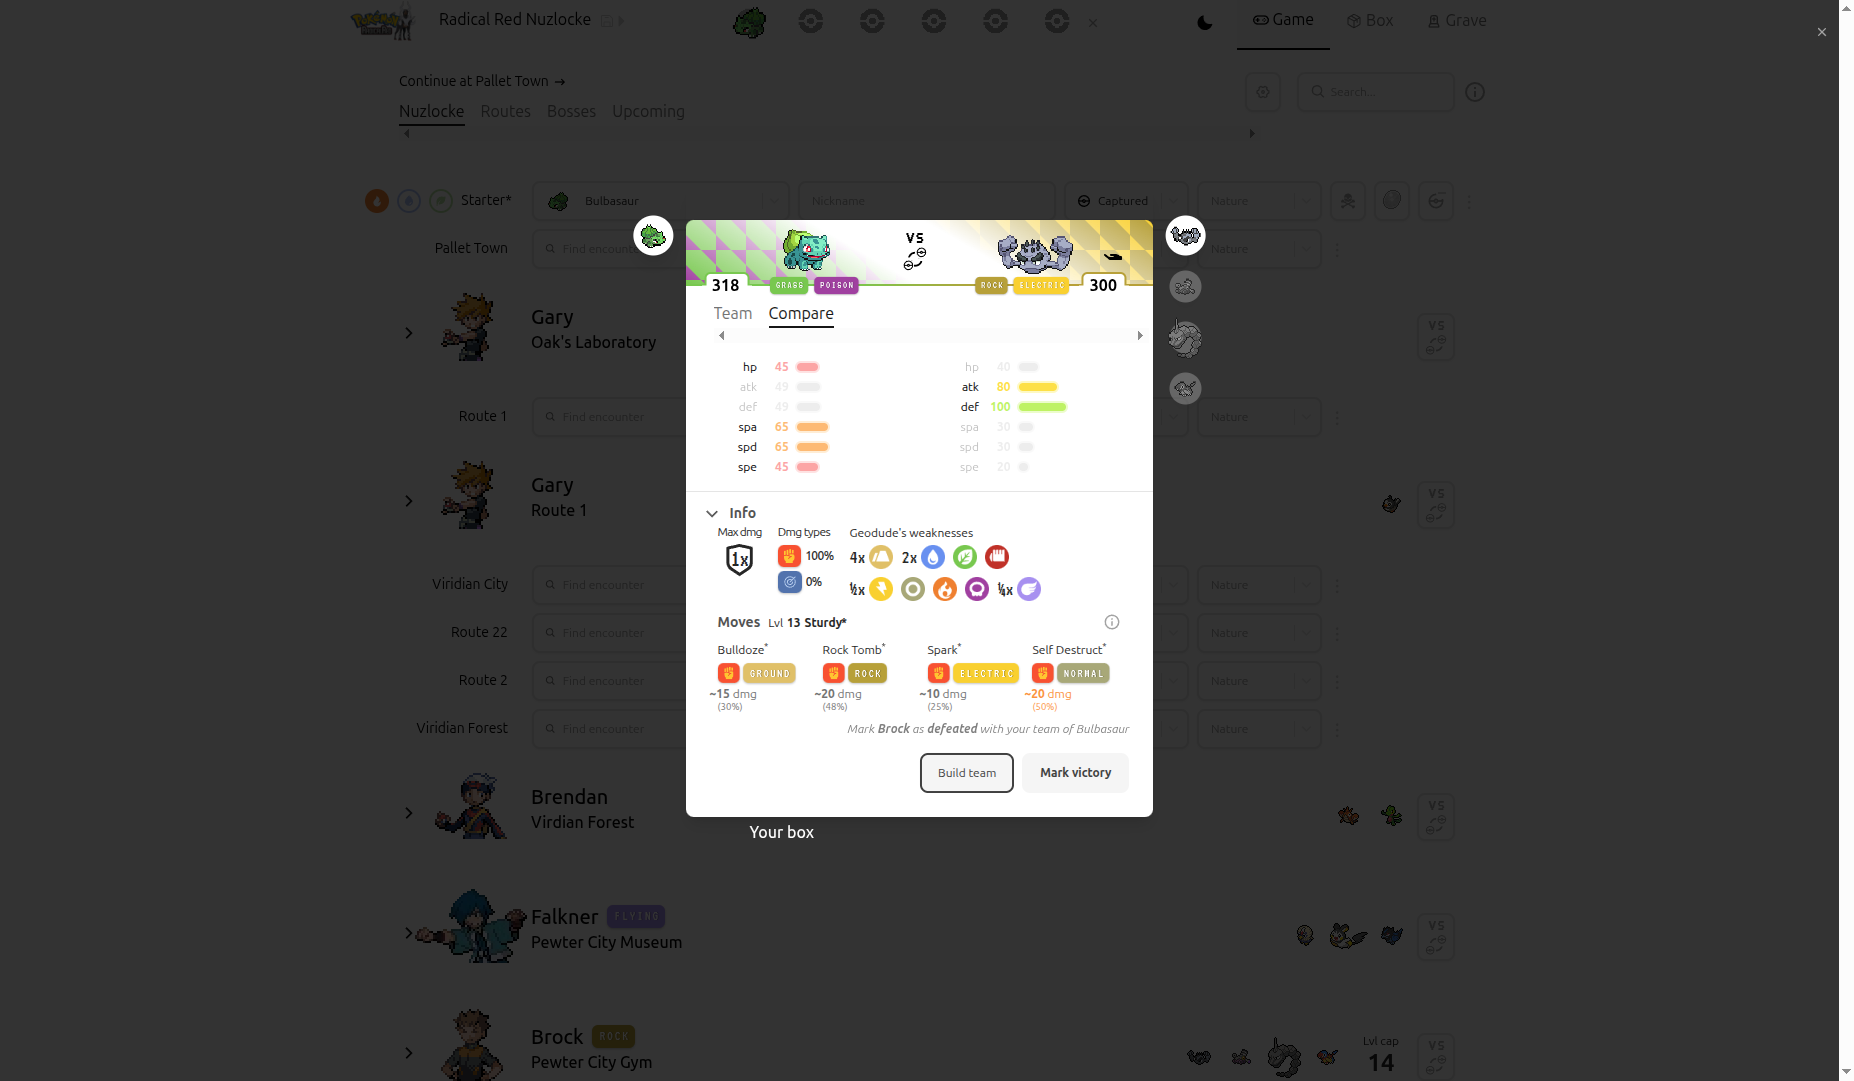 Radical Red Nuzlocke
Game
Box
Grave
Continue at Pallet Town →
Nuzlocke Routes Bosses Upcoming
Search...
Starter*
Bulbasaur
Nickname
Captured
Nature
Pallet Town
Find encounter
Nature
Gary
Oak's Laboratory
VS
Route 1
Find encounter
Nature
Gary
Route 1
VS
Viridian City
Find encounter
Nature
Route 22
Find encounter
Nature
Route 2
Find encounter
Nature
Viridian Forest
Find encounter
Nature
Brendan
Virdian Forest
VS
Falkner FLYING
Pewter City Museum
VS
Brock ROCK
Pewter City Gym
Lvl cap
14
VS
VS
318 GRASS POISON
ROCK ELECTRIC 300
Team Compare
hp 45 hp 40
atk 49 atk 80
def 49 def 100
spa 65 spa 30
spd 65 spd 30
spe 45 spe 20
Info
Max dmg Dmg types Geodude's weaknesses
1x 100% 4x 2x
0% ½x ¼x
Moves Lvl 13 Sturdy*
Bulldoze* Rock Tomb* Spark* Self Destruct*
GROUND ROCK ELECTRIC NORMAL
~15 dmg ~20 dmg ~10 dmg ~20 dmg
(30%) (48%) (25%) (50%)
Mark Brock as defeated with your team of Bulbasaur
Build team Mark victory
Your box